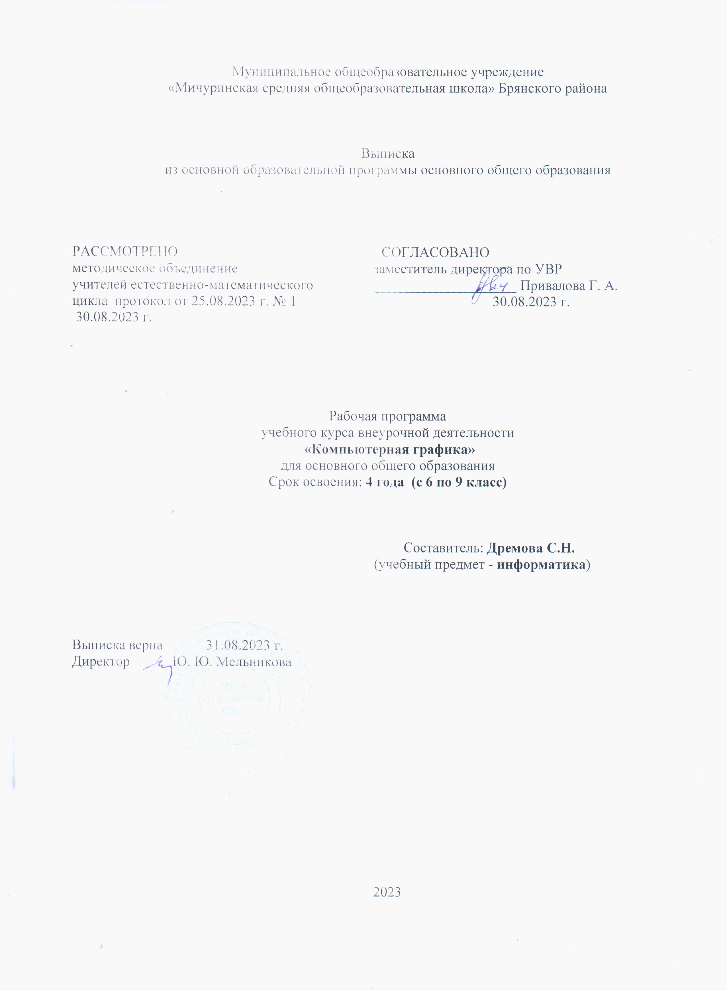 Муниципальное общеобразовательное учреждение
«Мичуринская средняя общеобразовательная школа» Брянского района
Выписка
из основной образовательной программы основного общего образования
РАССМОТРЕНО
методическое объединение
учителей естественно-математического
цикла протокол от 25.08.2023 г. № 1
30.08.2023 г.
СОГЛАСОВАНО
заместитель директора по УВР
Привалова Г. А.
30.08.2023 г.
Рабочая программа
учебного курса внеурочной деятельности
«Компьютерная графика»
для основного общего образования
Срок освоения: 4 года (с 6 по 9 класс)
Составитель: Дремова С.Н.
(учебный предмет - информатика)
Выписка верна 31.08.2023 г.
Директор Ю. Ю. Мельникова
МБОУ
2023